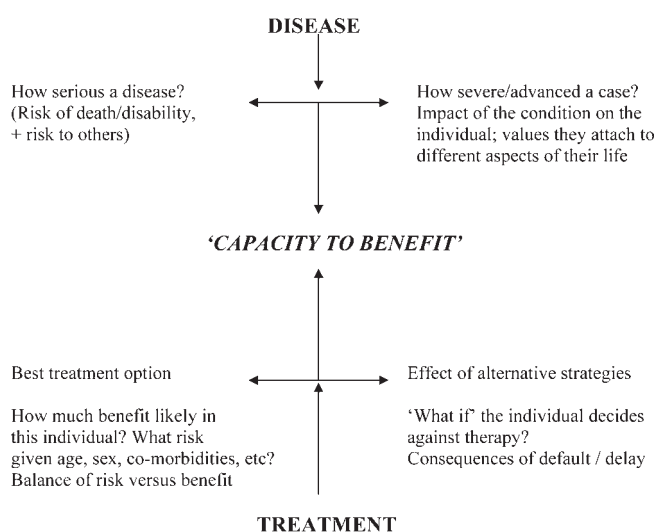 DISEASE
How serious a disease?
(Risk of death/disability,
+ risk to others)
How severe/advanced a case?
Impact of the condition on the
individual; values they attach to
different aspects of their life
‘CAPACITY TO BENEFIT’
Best treatment option
How much benefit likely in
this individual? What risk
given age, sex, co-morbidities, etc?
Balance of risk versus benefit
Effect of alternative strategies
‘What if’ the individual decides
against therapy?
Consequences of default / delay
TREATMENT